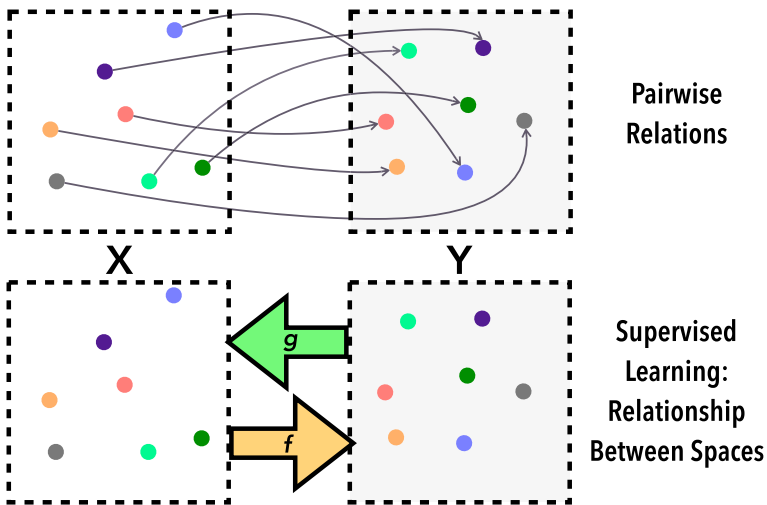 Pairwise
Relations
X
Y
g
f
Supervised
Learning:
Relationship
Between Spaces